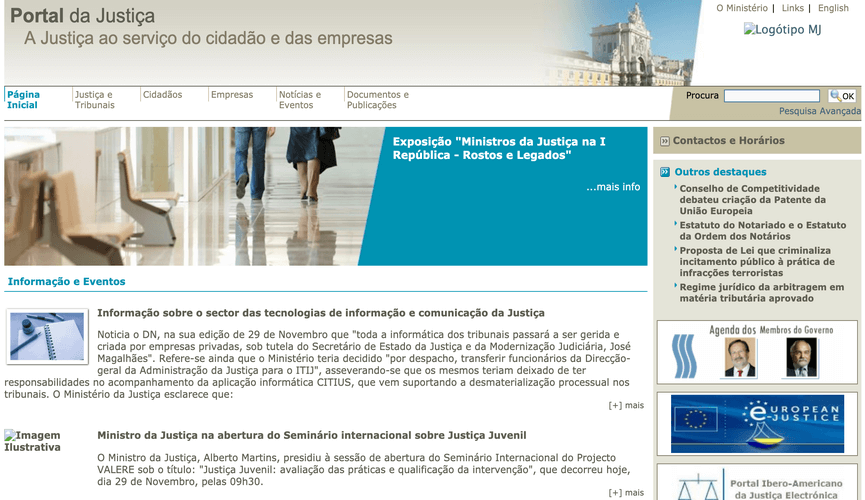 Portal da Justiça
A Justiça ao serviço do cidadão e das empresas
O Ministério | Links | English
Logótipo MJ
Página
Inicial
Justiça e
Tribunais
Cidadãos
Empresas
Notícias e
Eventos
Documentos e
Publicações
Procura
OK
Pesquisa Avançada
Exposição "Ministros da Justiça na I
República - Rostos e Legados"
...mais info
Informação e Eventos
Informação sobre o sector das tecnologias de informação e comunicação da Justiça
Noticia o DN, na sua edição de 29 de Novembro que "toda a informática dos tribunais passará a ser gerida e
criada por empresas privadas, sob tutela do Secretário de Estado da Justiça e da Modernização Judiciária, José
Magalhães". Refere-se ainda que o Ministério teria decidido "por despacho, transferir funcionários da Direcção-
geral da Administração da Justiça para o ITIJ", asseverando-se que os mesmos teriam deixado de ter
responsabilidades no acompanhamento da aplicação informática CITIUS, que vem suportando a desmaterialização processual nos
tribunais. O Ministério da Justiça esclarece que:
[+] mais
Imagem
Ilustrativa
Ministro da Justiça na abertura do Seminário internacional sobre Justiça Juvenil
O Ministro da Justiça, Alberto Martins, presidiu à sessão de abertura do Seminário Internacional do Projecto
VALERE sob o título: "Justiça Juvenil: avaliação das práticas e qualificação da intervenção", que decorreu hoje,
dia 29 de Novembro, pelas 09h30.
[+] mais
Contactos e Horários
Outros destaques
Conselho de Competitividade
debateu criação da Patente da
União Europeia
Estatuto do Notariado e o Estatuto
da Ordem dos Notários
Proposta de Lei que criminaliza
incitamento público à prática de
infracções terroristas
Regime jurídico da arbitragem em
matéria tributária aprovado
Agenda dos Membros do Governo
EUROPEAN
e-JUSTICE
Portal Ibero-Americano
da Justiça Electrónica